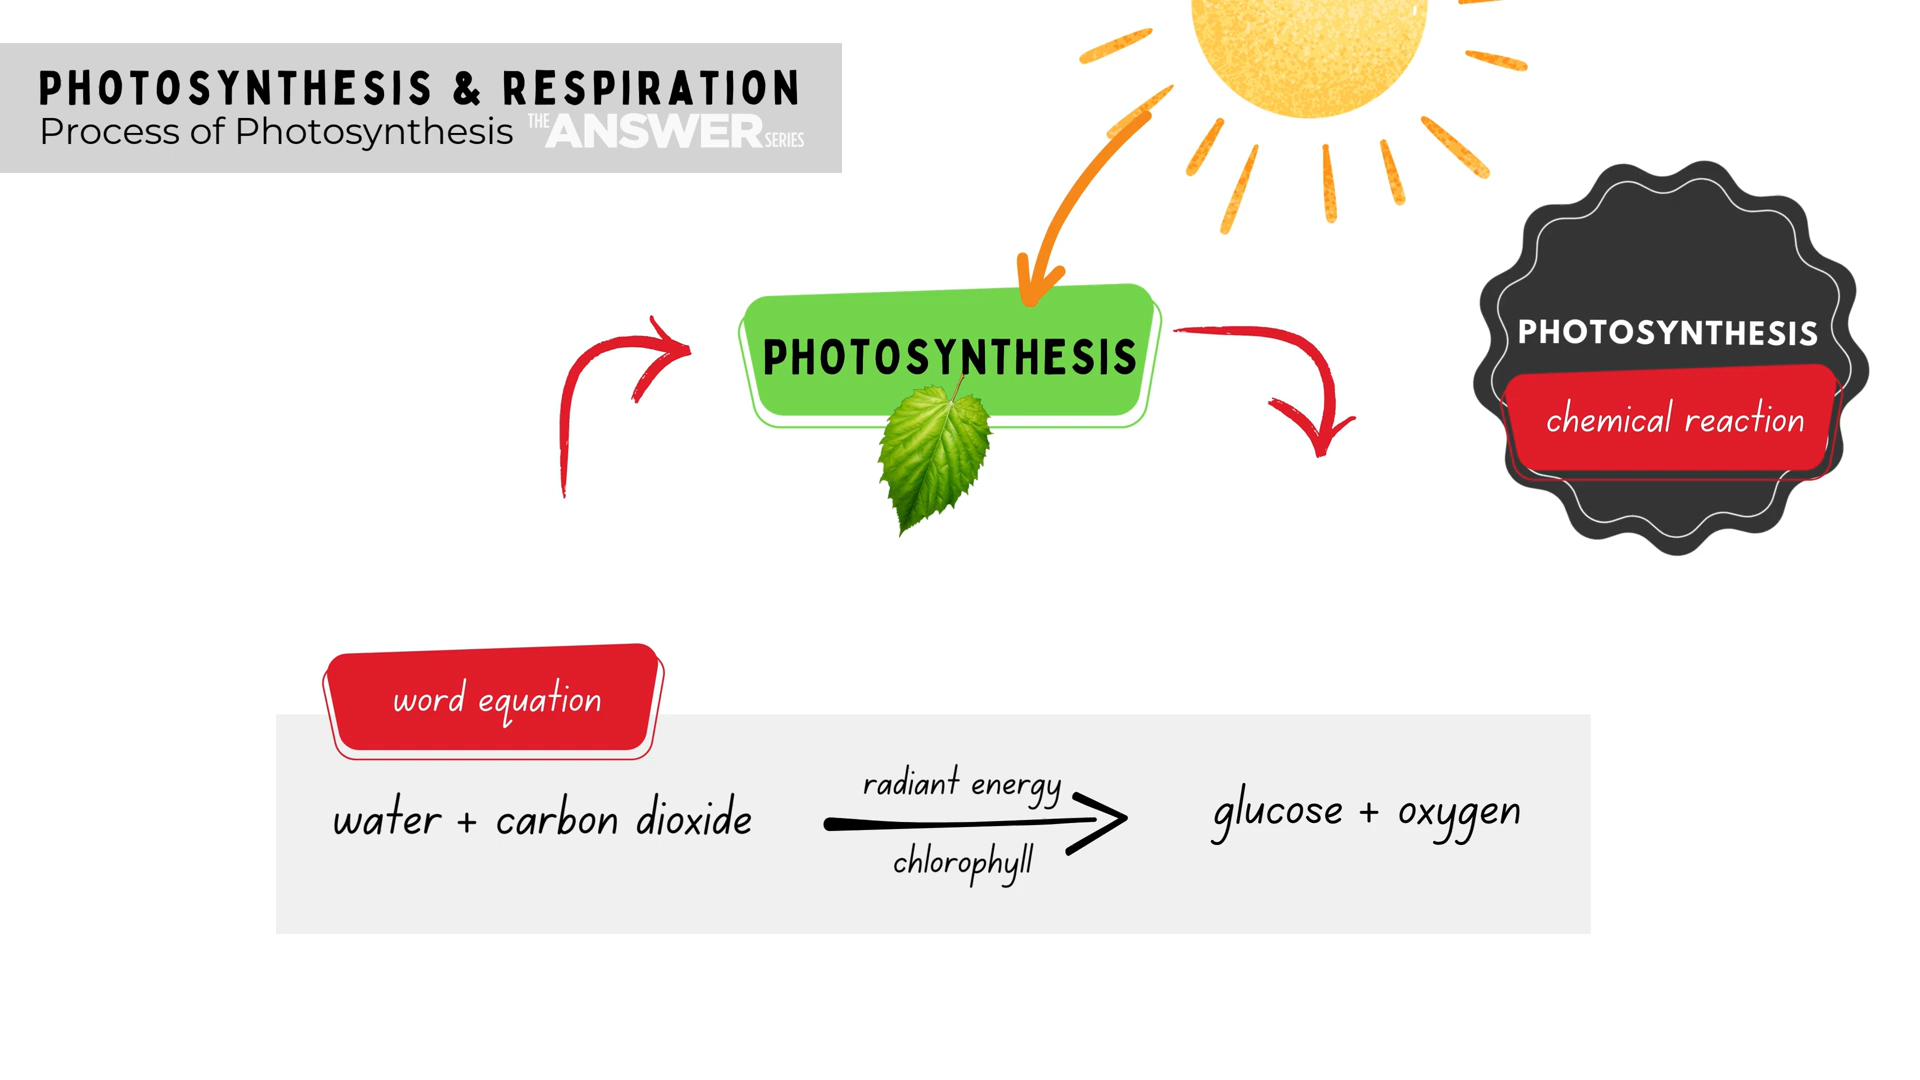 PHOTOSYNTHESIS & RESPIRATION
Process of Photosynthesis THE ANSWER SERIES
PHOTOSYNTHESIS
PHOTOSYNTHESIS
chemical reaction
word equation
water + carbon dioxide
radiant energy
chlorophyll
glucose + oxygen